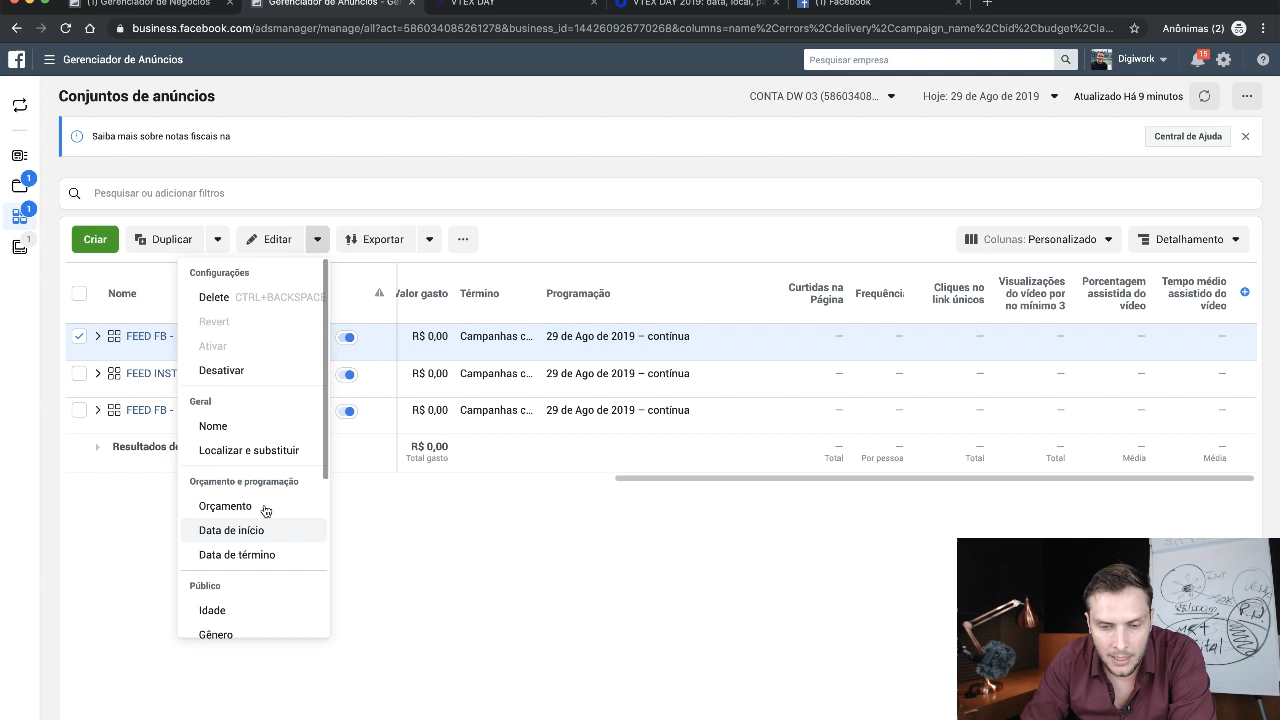 (1) Gerenciador de Negócios
Gerenciador de Anúncios - Ger
VTEX DAY
VTEX DAY 2019: data, local, pa
(1) Facebook
business.facebook.com/adsmanager/manage/all?act=586034085261278&business_id=144260926770268&columns=name%2Cerrors%2Cdelivery%2Ccampaign_name%2Cbid%2Cbudget%2Cla...
Anônimas (2)
Gerenciador de Anúncios
Pesquisar empresa
Digiwork
15
Conjuntos de anúncios
CONTA DW 03 (58603408...
Hoje: 29 de Ago de 2019
Atualizado Há 9 minutos
Saiba mais sobre notas fiscais na
Central de Ajuda
Pesquisar ou adicionar filtros
1
1
1
Criar
Duplicar
Editar
Exportar
Colunas: Personalizado
Detalhamento
Nome
Valor gasto
Término
Programação
Curtidas na Página
Frequênci
Cliques no link únicos
Visualizações do vídeo por no mínimo 3
Porcentagem assistida do vídeo
Tempo médio assistido do vídeo
FEED FB -
R$ 0,00
Campanhas c...
29 de Ago de 2019 – contínua
FEED INST
R$ 0,00
Campanhas c...
29 de Ago de 2019 – contínua
FEED FB -
R$ 0,00
Campanhas c...
29 de Ago de 2019 – contínua
Resultados de
R$ 0,00
Total gasto
Total
Por pessoa
Total
Total
Média
Média
Configurações
Delete CTRL+BACKSPACE
Revert
Ativar
Desativar
Geral
Nome
Localizar e substituir
Orçamento e programação
Orçamento
Data de início
Data de término
Público
Idade
Gênero